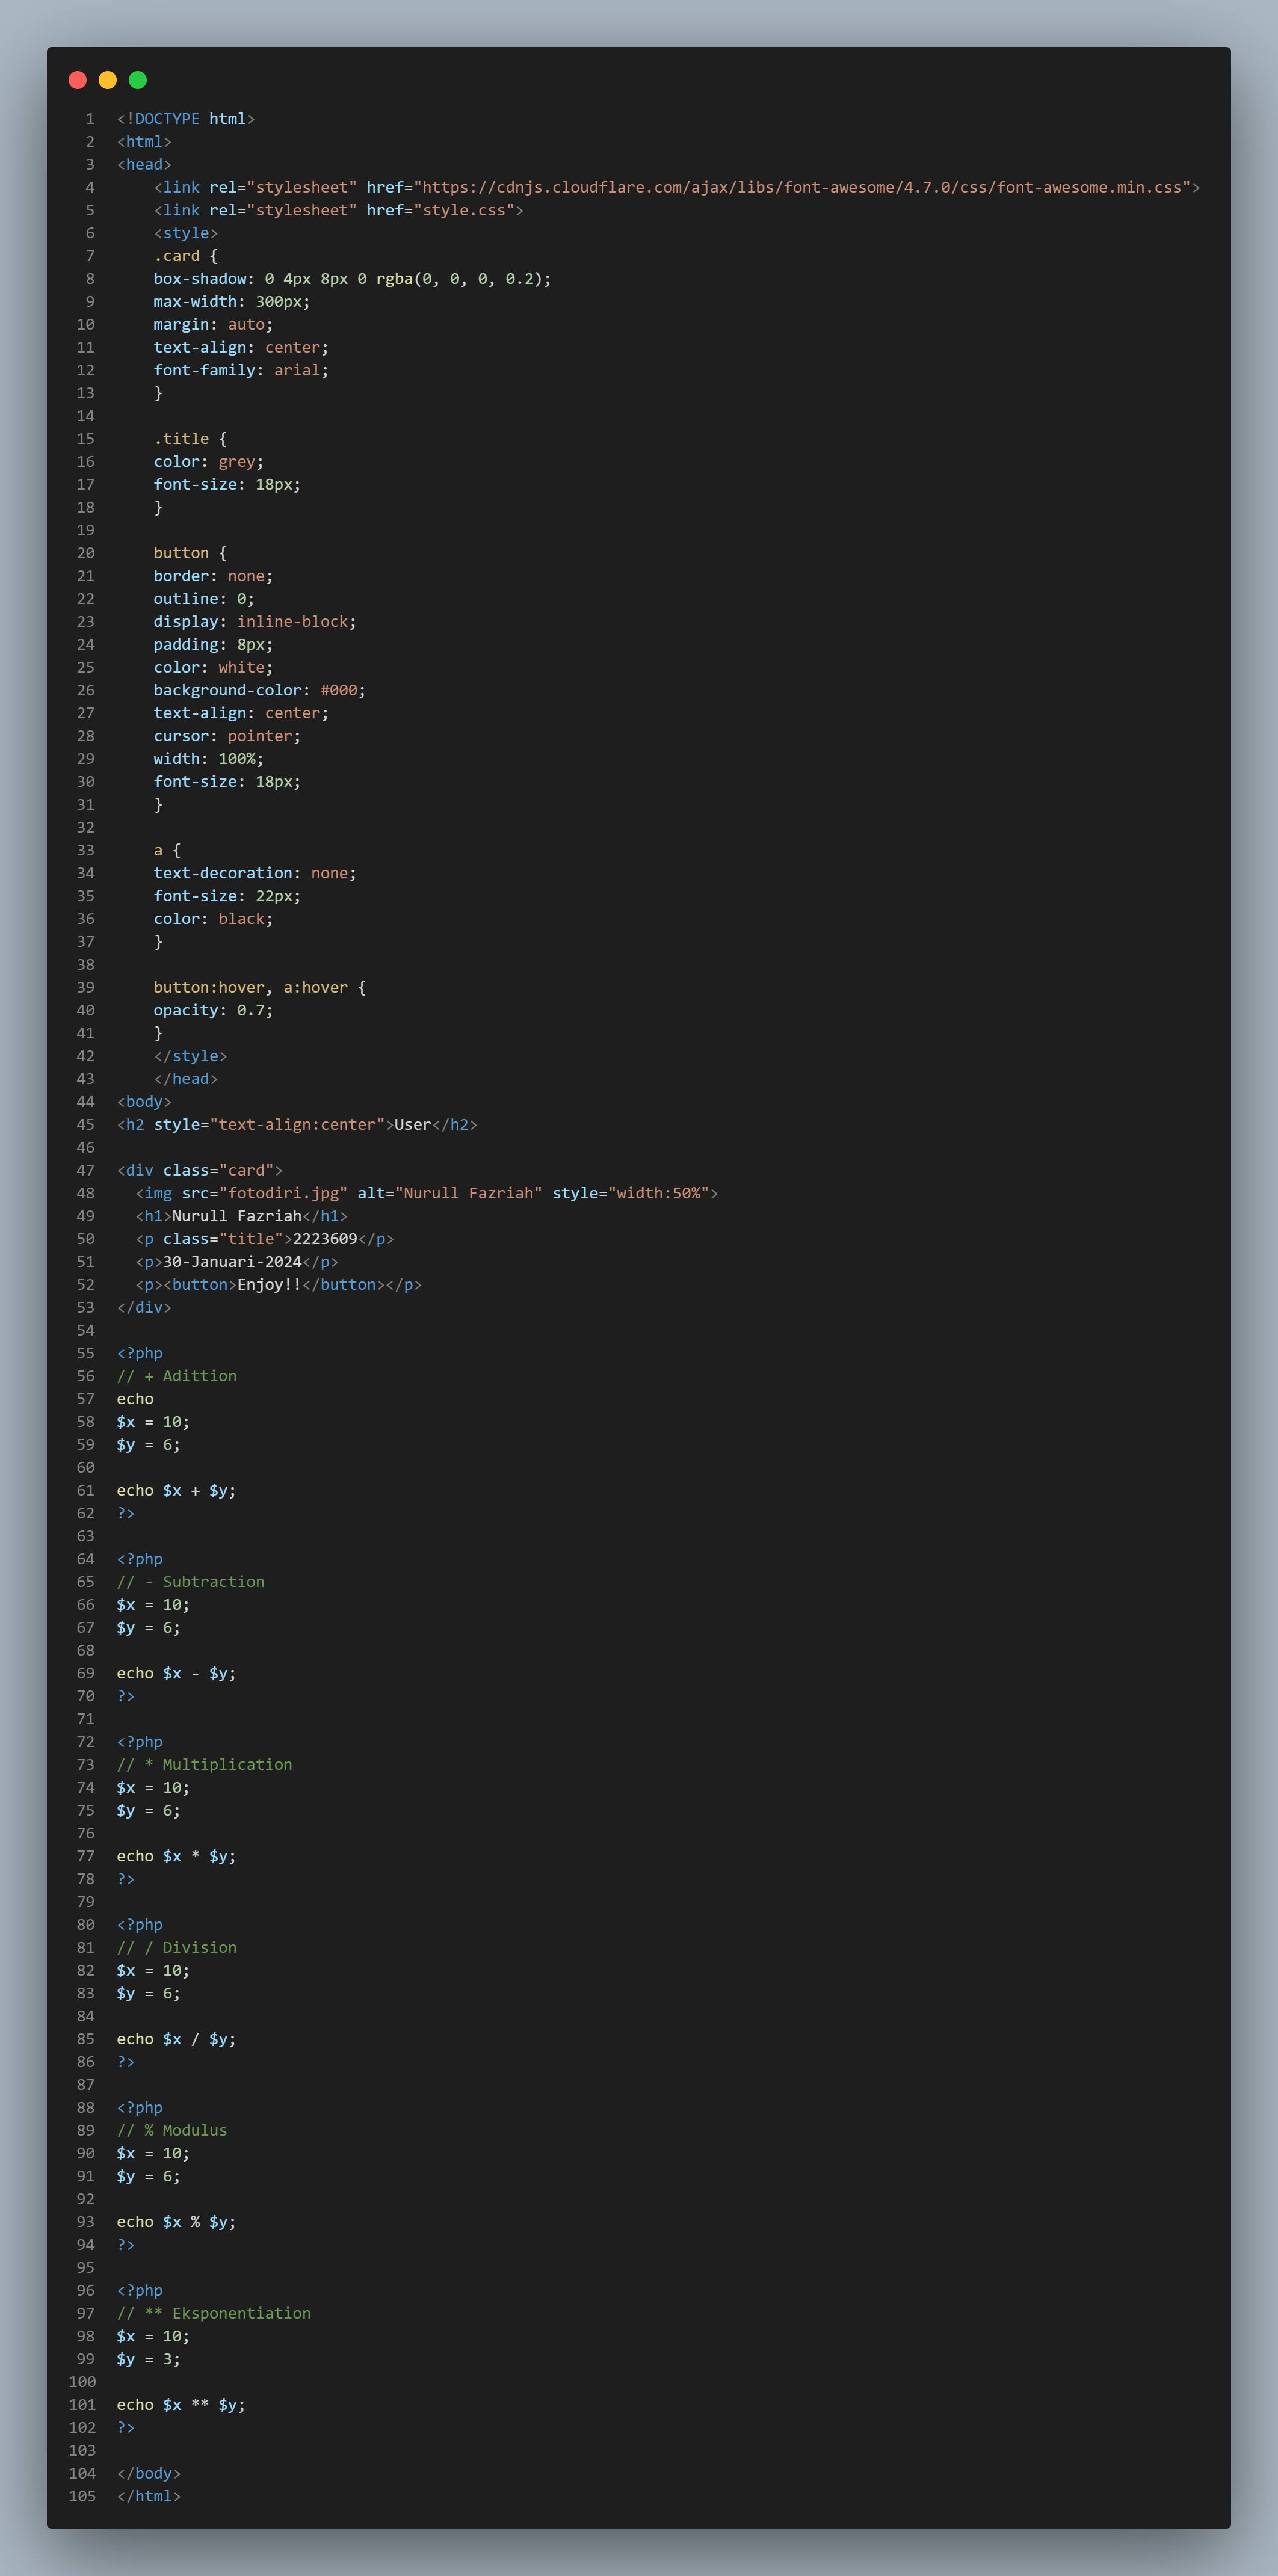 1 <!DOCTYPE html>
2 <html>
3 <head>
4     <link rel="stylesheet" href="https://cdnjs.cloudflare.com/ajax/libs/font-awesome/4.7.0/css/font-awesome.min.css">
5     <link rel="stylesheet" href="style.css">
6     <style>
7     .card {
8     box-shadow: 0 4px 8px 0 rgba(0, 0, 0, 0.2);
9     max-width: 300px;
10     margin: auto;
11     text-align: center;
12     font-family: arial;
13     }
14
15     .title {
16     color: grey;
17     font-size: 18px;
18     }
19
20     button {
21     border: none;
22     outline: 0;
23     display: inline-block;
24     padding: 8px;
25     color: white;
26     background-color: #000;
27     text-align: center;
28     cursor: pointer;
29     width: 100%;
30     font-size: 18px;
31     }
32
33     a {
34     text-decoration: none;
35     font-size: 22px;
36     color: black;
37     }
38
39     button:hover, a:hover {
40     opacity: 0.7;
41     }
42     </style>
43     </head>
44 <body>
45 <h2 style="text-align:center">User</h2>
46
47 <div class="card">
48   <img src="fotodiri.jpg" alt="Nurull Fazriah" style="width:50%">
49   <h1>Nurull Fazriah</h1>
50   <p class="title">2223609</p>
51   <p>30-Januari-2024</p>
52   <p><button>Enjoy!!</button></p>
53 </div>
54
55 <?php
56 // + Adittion
57 echo
58 $x = 10;
59 $y = 6;
60
61 echo $x + $y;
62 ?>
63
64 <?php
65 // - Subtraction
66 $x = 10;
67 $y = 6;
68
69 echo $x - $y;
70 ?>
71
72 <?php
73 // * Multiplication
74 $x = 10;
75 $y = 6;
76
77 echo $x * $y;
78 ?>
79
80 <?php
81 // / Division
82 $x = 10;
83 $y = 6;
84
85 echo $x / $y;
86 ?>
87
88 <?php
89 // % Modulus
90 $x = 10;
91 $y = 6;
92
93 echo $x % $y;
94 ?>
95
96 <?php
97 // ** Eksponentiation
98 $x = 10;
99 $y = 3;
100
101 echo $x ** $y;
102 ?>
103
104 </body>
105 </html>